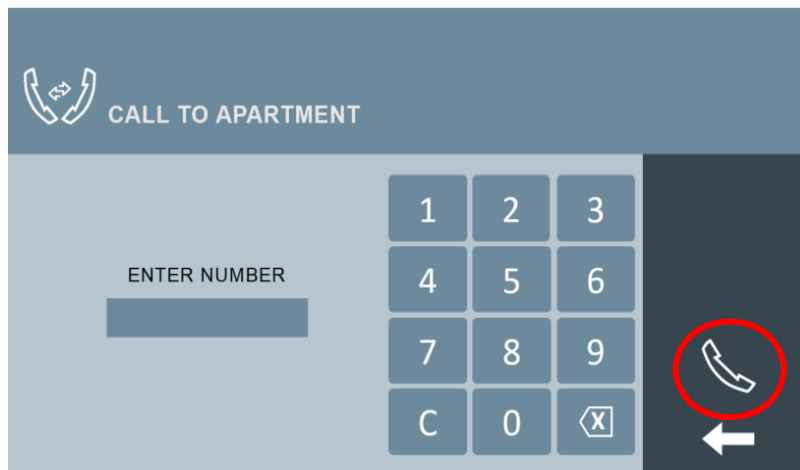 CALL TO APARTMENT
ENTER NUMBER
1 2 3
4 5 6
7 8 9
C 0 X